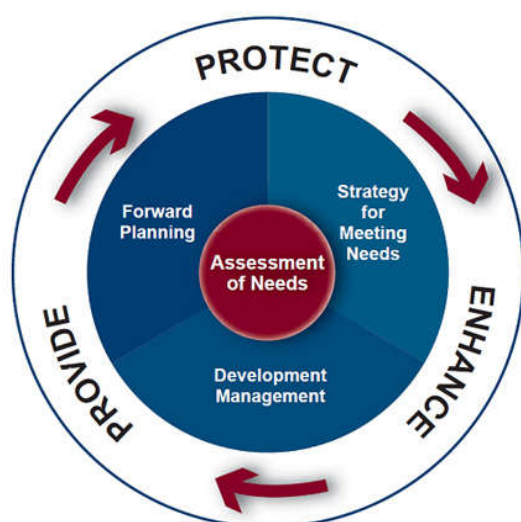 PROTECT
Forward
Planning
Strategy
for
Meeting
Needs
Assessment
of Needs
Development
Management
PROVIDE
ENHANCE